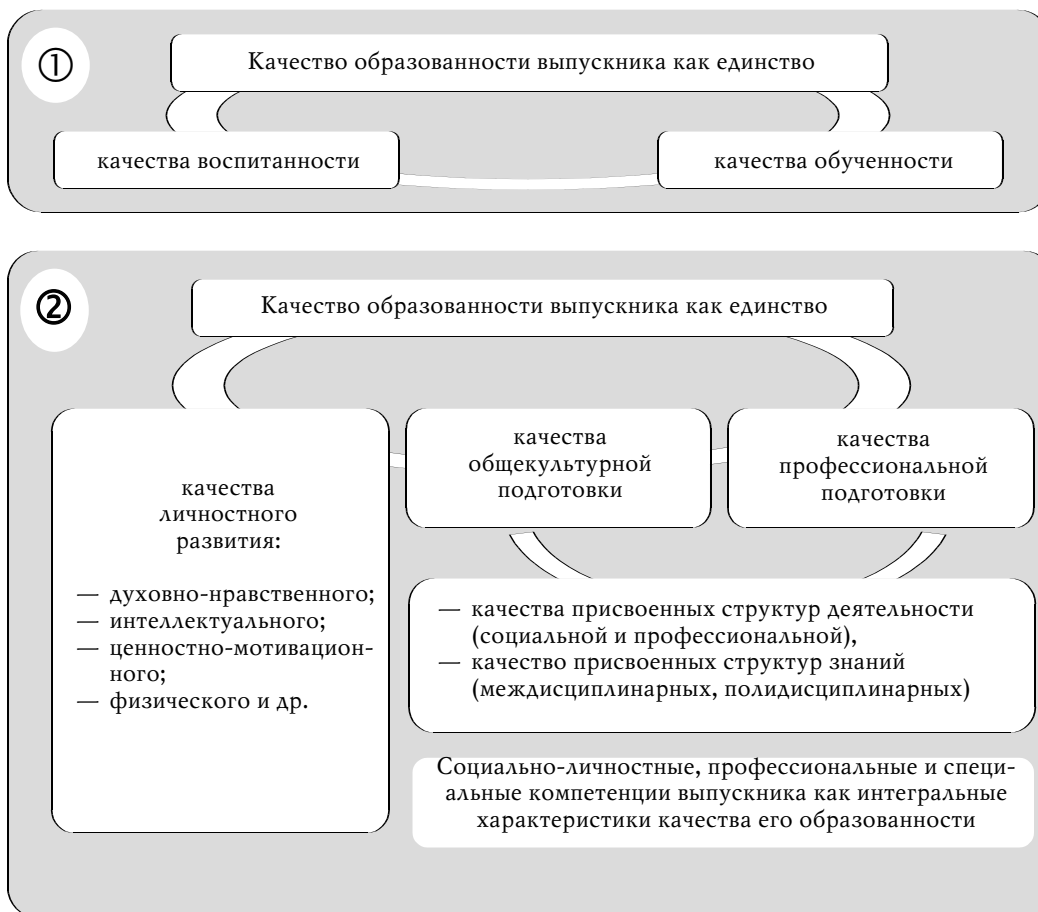 ①
Качество образованности выпускника как единство
качества воспитанности
качества обученности
②
Качество образованности выпускника как единство
качества
личностного
развития:
— духовно-нравственного;
— интеллектуального;
— ценностно-мотивацион-
ного;
— физического и др.
качества
общекультурной
подготовки
качества
профессиональной
подготовки
— качества присвоенных структур деятельности
(социальной и профессиональной),
— качество присвоенных структур знаний
(междисциплинарных, полидисциплинарных)
Социально-личностные, профессиональные и специ-
альные компетенции выпускника как интегральные
характеристики качества его образованности